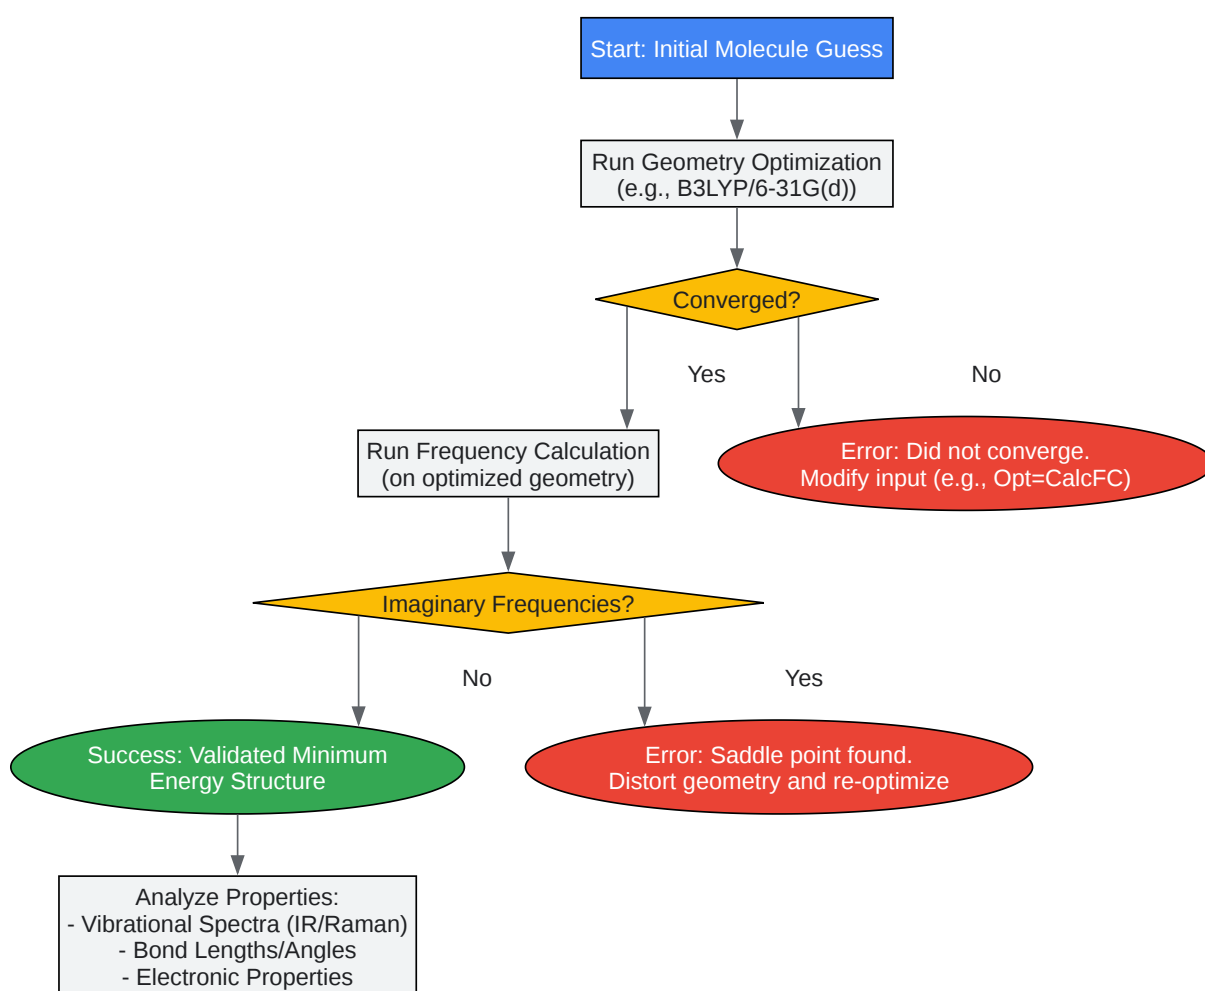 Start: Initial Molecule Guess
Run Geometry Optimization
(e.g., B3LYP/6-31G(d))
Converged?
Yes
No
Run Frequency Calculation
(on optimized geometry)
Error: Did not converge.
Modify input (e.g., Opt=CalcFC)
Imaginary Frequencies?
No
Yes
Success: Validated Minimum
Energy Structure
Error: Saddle point found.
Distort geometry and re-optimize
Analyze Properties:
- Vibrational Spectra (IR/Raman)
- Bond Lengths/Angles
- Electronic Properties